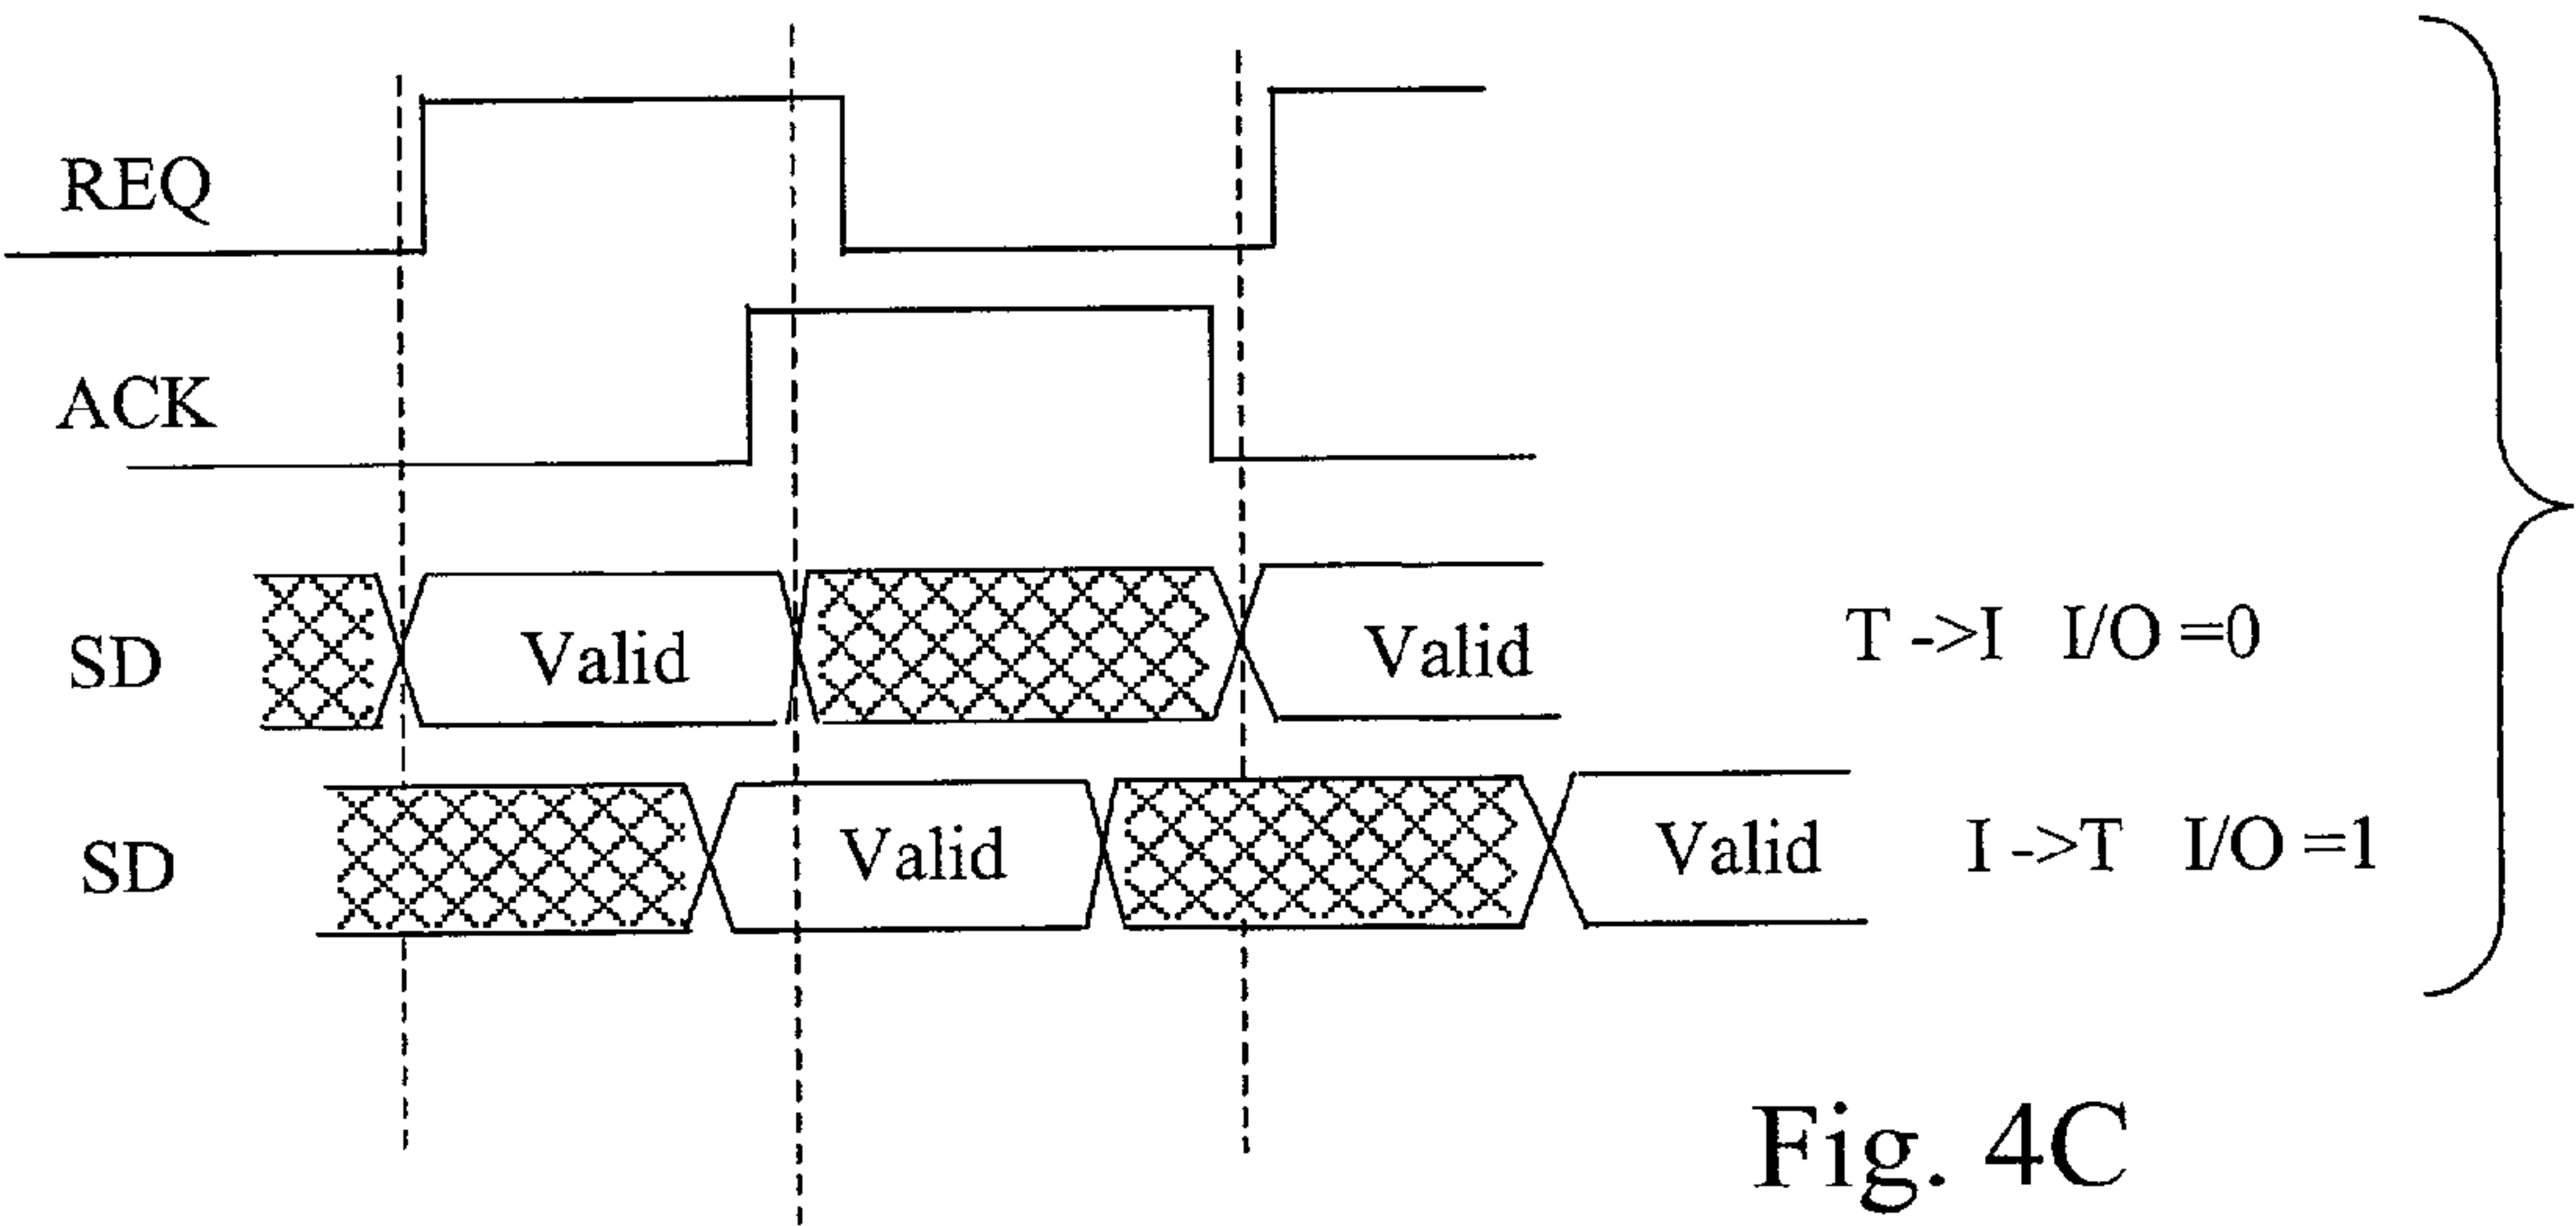 REQ
ACK
SD Valid Valid T ->I I/O =0
SD Valid Valid I ->T I/O =1
Fig. 4C